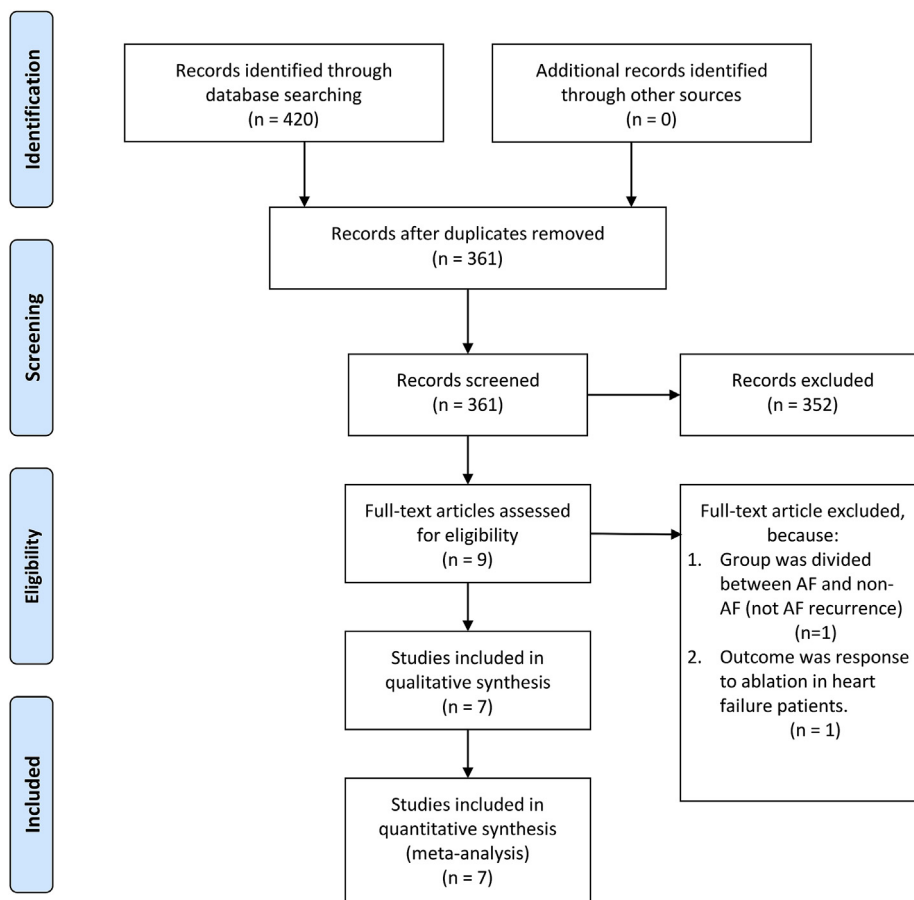 Identification
Records identified through
database searching
(n = 420)
Additional records identified
through other sources
(n = 0)
Records after duplicates removed
(n = 361)
Screening
Records screened
(n = 361)
Records excluded
(n = 352)
Eligibility
Full-text articles assessed
for eligibility
(n = 9)
Full-text article excluded,
because:
1. Group was divided
between AF and non-
AF (not AF recurrence)
(n=1)
2. Outcome was response
to ablation in heart
failure patients.
(n = 1)
Studies included in
qualitative synthesis
(n = 7)
Included
Studies included in
quantitative synthesis
(meta-analysis)
(n = 7)